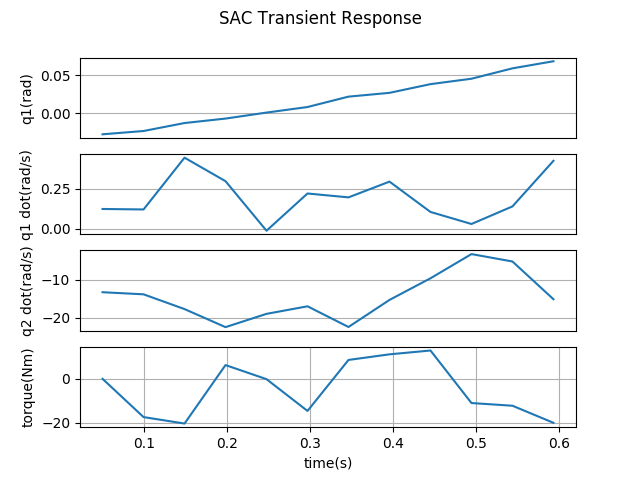 SAC Transient Response
q1(rad)
0.05
0.00
q1 dot(rad/s)
0.25
0.00
q2 dot(rad/s)
−10
−20
torque(Nm)
0
−20
0.1 0.2 0.3 0.4 0.5 0.6
time(s)